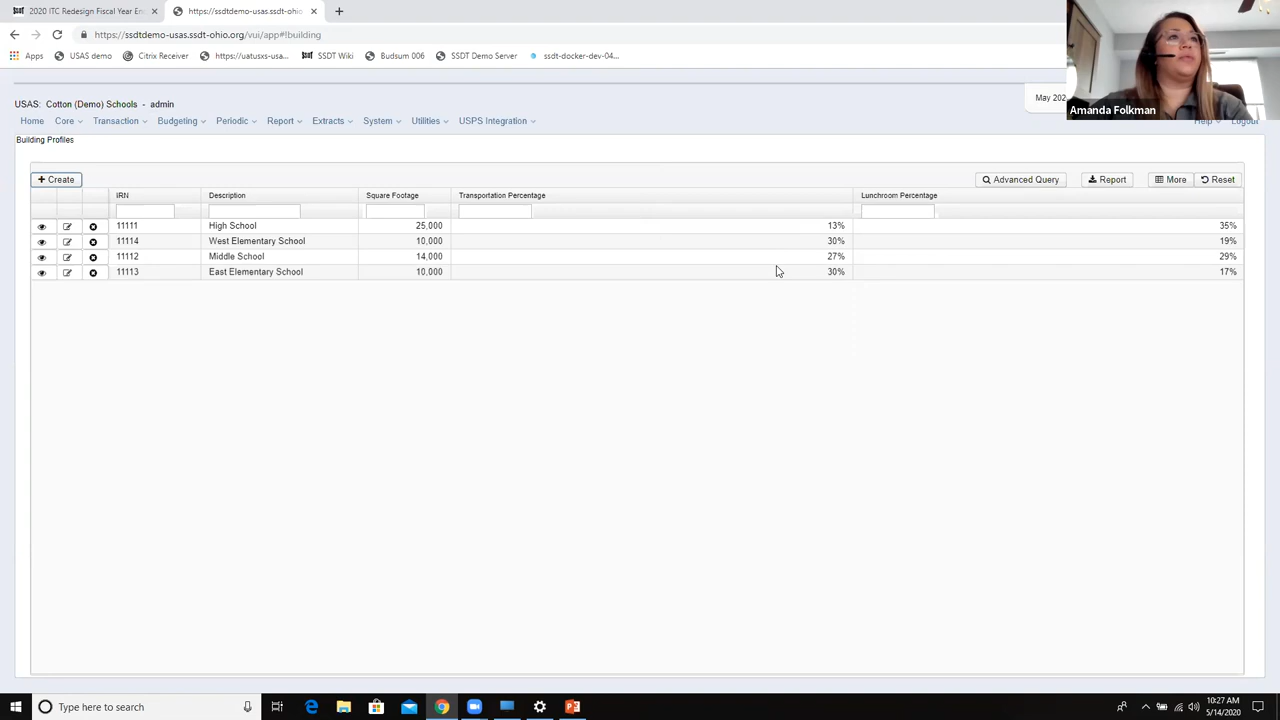 2020 ITC Redesign Fiscal Year En
https://ssdtdemo-usas.ssdt-ohio
https://ssdtdemo-usas.ssdt-ohio.org/vui/app#!building
Apps USAS demo Citrix Receiver https://uatusxs-usa... SSDT Wiki Budsum 006 SSDT Demo Server ssdt-docker-dev-04...
Amanda Folkman
USAS: Cotton (Demo) Schools - admin
May 202
Home Core Transaction Budgeting Periodic Report Extracts System Utilities USPS Integration Help Logout
Building Profiles
+ Create Advanced Query Report More Reset
IRN Description Square Footage Transportation Percentage Lunchroom Percentage
11111 High School 25,000 13% 35%
11114 West Elementary School 10,000 30% 19%
11112 Middle School 14,000 27% 29%
11113 East Elementary School 10,000 30% 17%
Type here to search
10:27 AM
5/14/2020